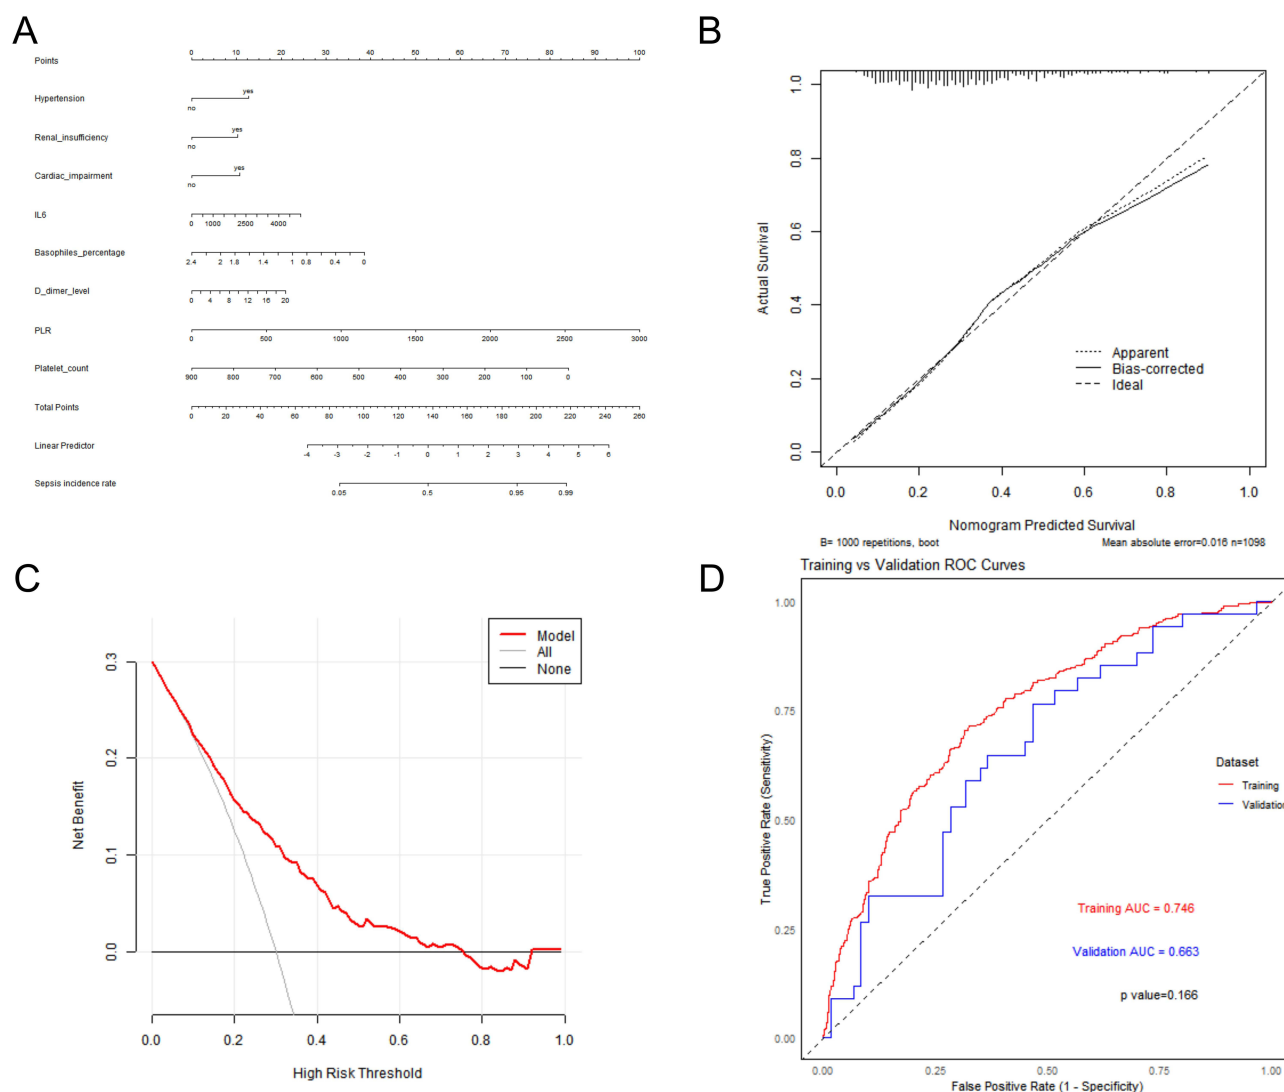 A
Points
0 10 20 30 40 50 60 70 80 90 100
Hypertension
no yes
Renal_insufficiency
no yes
Cardiac_impairment
no yes
IL6
0 1000 2500 4000
Basophiles_percentage
2.4 2 1.8 1.4 1 0.8 0.4 0
D_dimer_level
0 4 8 12 16 20
PLR
0 500 1000 1500 2000 2500 3000
Platelet_count
900 800 700 600 500 400 300 200 100 0
Total Points
0 20 40 60 80 100 120 140 160 180 200 220 240 260
Linear Predictor
-4 -3 -2 -1 0 1 2 3 4 5 6
Sepsis incidence rate
0.05 0.5 0.95 0.99
B
Actual Survival
1.0
0.8
0.6
0.4
0.2
0.0
Apparent
Bias-corrected
Ideal
0.0 0.2 0.4 0.6 0.8 1.0
Nomogram Predicted Survival
B= 1000 repetitions, boot
Mean absolute error=0.016 n=1098
C
Net Benefit
0.3
0.2
0.1
0.0
Model
All
None
0.0 0.2 0.4 0.6 0.8 1.0
High Risk Threshold
D
Training vs Validation ROC Curves
True Positive Rate (Sensitivity)
1.00
0.75
0.50
0.25
0.00
Dataset
Training
Validation
Training AUC = 0.746
Validation AUC = 0.663
p value=0.166
0.00 0.25 0.50 0.75 1.00
False Positive Rate (1 - Specificity)